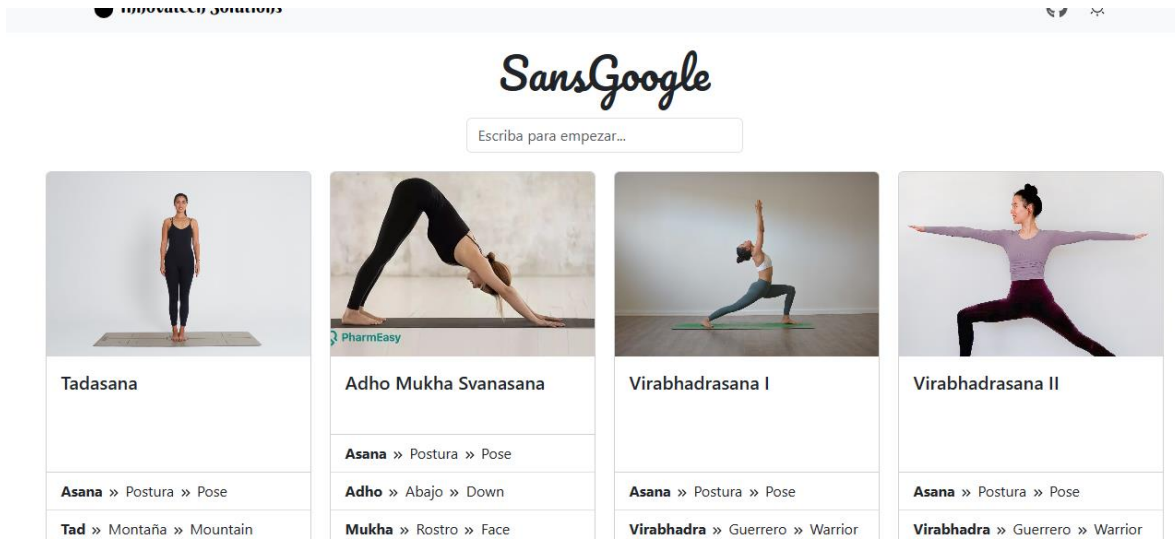 Innovatech Solutions
SansGoogle
Escriba para empezar...
PharmEasy
Tadasana
Asana » Postura » Pose
Tad » Montaña » Mountain
Adho Mukha Svanasana
Asana » Postura » Pose
Adho » Abajo » Down
Mukha » Rostro » Face
Virabhadrasana I
Asana » Postura » Pose
Virabhadra » Guerrero » Warrior
Virabhadrasana II
Asana » Postura » Pose
Virabhadra » Guerrero » Warrior